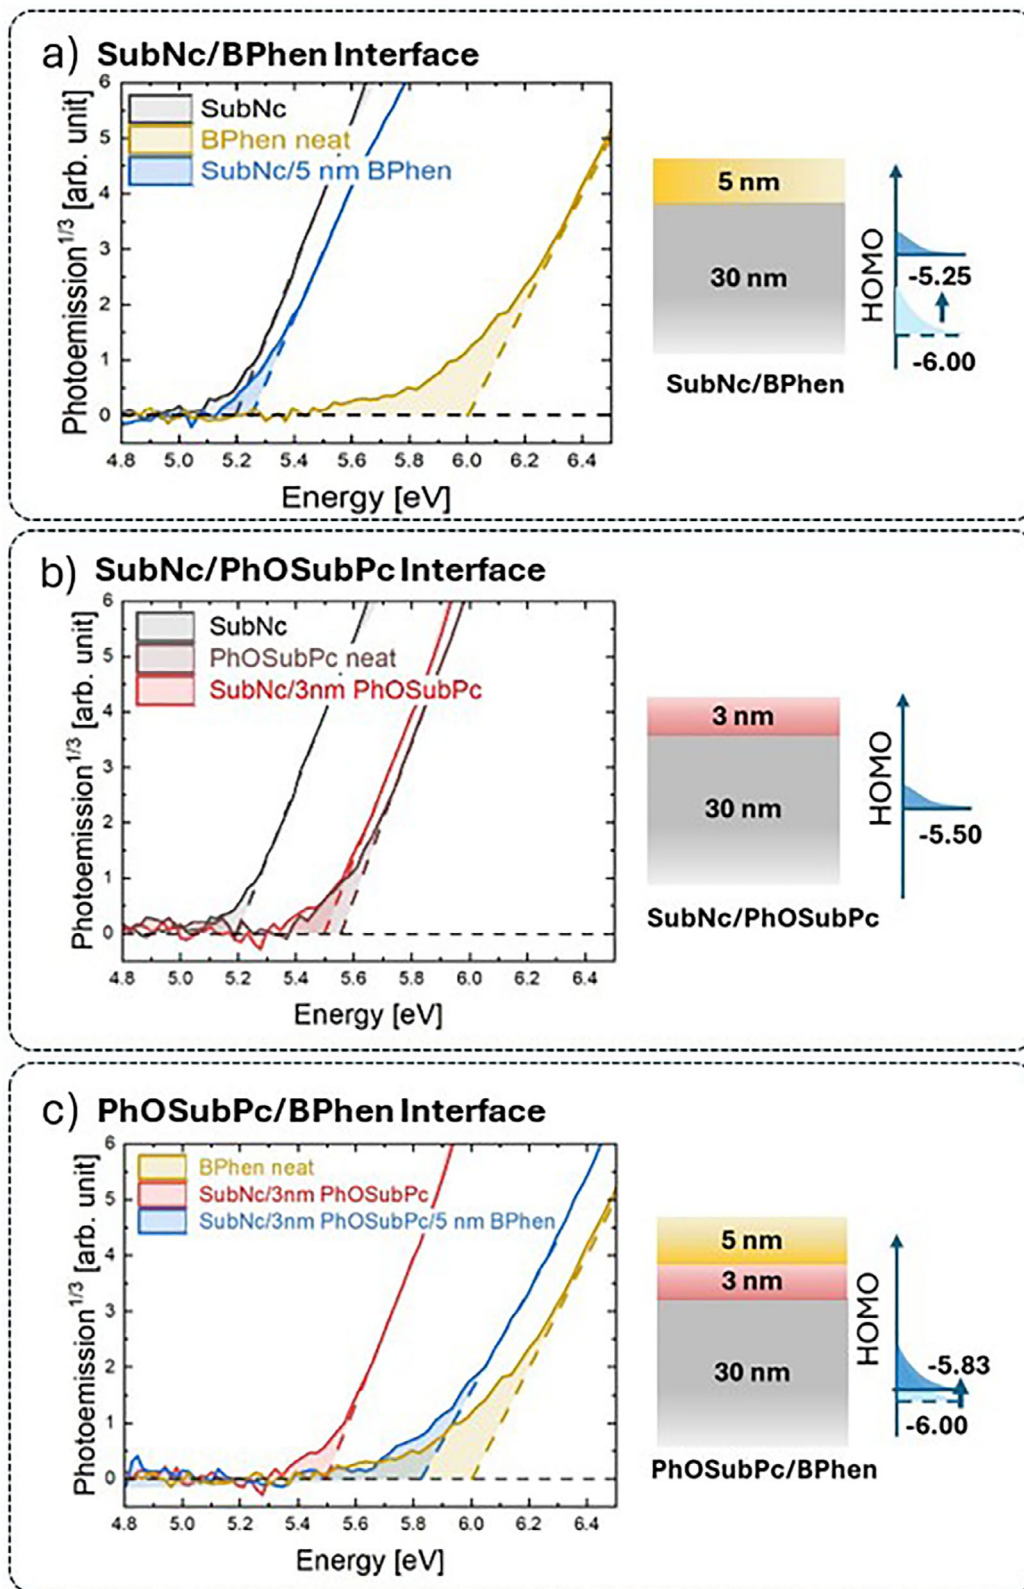 a) SubNc/BPhen Interface
SubNc
BPhen neat
SubNc/5 nm BPhen
Photoemission^1/3 [arb. unit]
6
5
4
3
2
1
0
4.8 5.0 5.2 5.4 5.6 5.8 6.0 6.2 6.4
Energy [eV]
5 nm
30 nm
SubNc/BPhen
HOMO
-5.25
-6.00
b) SubNc/PhOSubPc Interface
SubNc
PhOSubPc neat
SubNc/3nm PhOSubPc
Photoemission^1/3 [arb. unit]
6
5
4
3
2
1
0
4.8 5.0 5.2 5.4 5.6 5.8 6.0 6.2 6.4
Energy [eV]
3 nm
30 nm
SubNc/PhOSubPc
HOMO
-5.50
c) PhOSubPc/BPhen Interface
BPhen neat
SubNc/3nm PhOSubPc
SubNc/3nm PhOSubPc/5 nm BPhen
Photoemission^1/3 [arb. unit]
6
5
4
3
2
1
0
4.8 5.0 5.2 5.4 5.6 5.8 6.0 6.2 6.4
Energy [eV]
5 nm
3 nm
30 nm
PhOSubPc/BPhen
HOMO
-5.83
-6.00